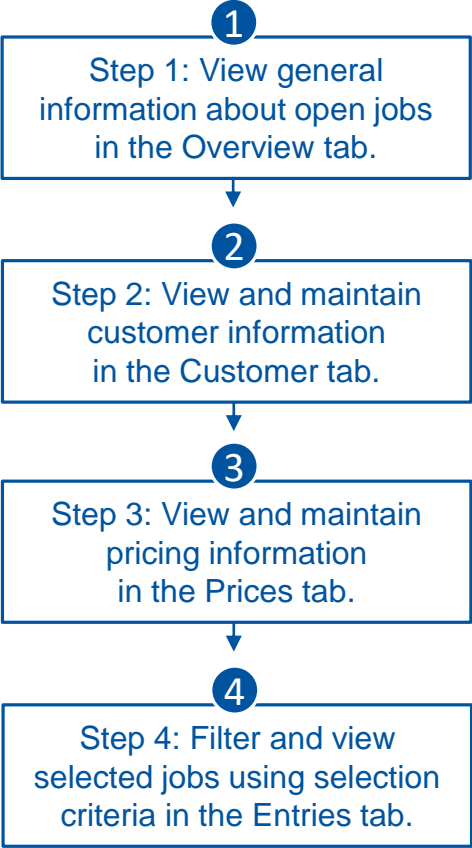 1
Step 1: View general
information about open jobs
in the Overview tab.
2
Step 2: View and maintain
customer information
in the Customer tab.
3
Step 3: View and maintain
pricing information
in the Prices tab.
4
Step 4: Filter and view
selected jobs using selection
criteria in the Entries tab.